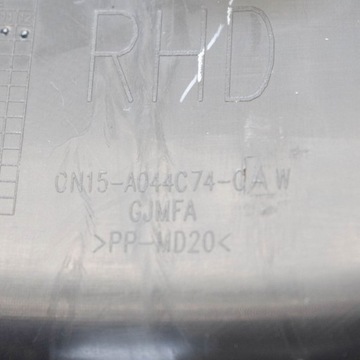 RHD
CN15-A044C74-CAW
GJMFA
>PP-MD20<